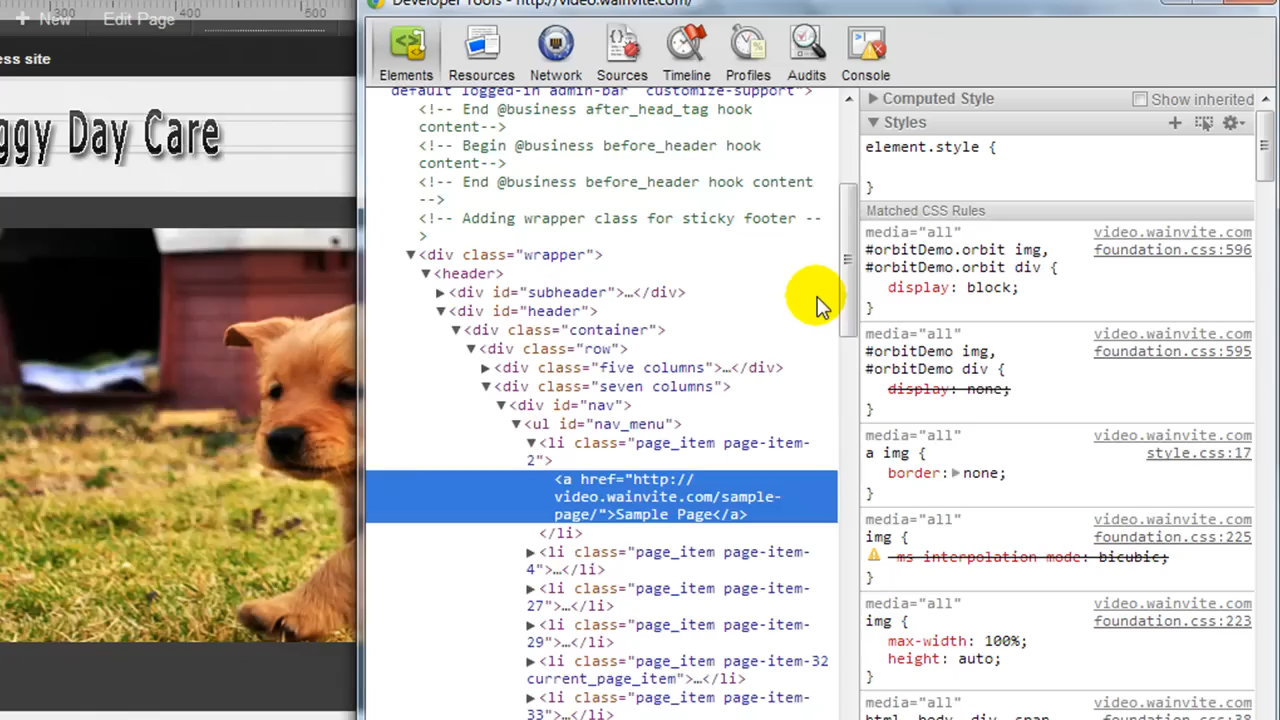 Developer Tools - http://video.wainvite.com/
300
400
500
New
Edit Page
ess site
ggy Day Care
Elements
Resources
Network
Sources
Timeline
Profiles
Audits
Console
default logged-in admin-bar  customize-support">
<!-- End @business after_head_tag hook
content-->
<!-- Begin @business before_header hook
content-->
<!-- End @business before_header hook content
-->
<!-- Adding wrapper class for sticky footer --
>
<div class="wrapper">
<header>
<div id="subheader">…</div>
<div id="header">
<div class="container">
<div class="row">
<div class="five columns">…</div>
<div class="seven columns">
<div id="nav">
<ul id="nav_menu">
<li class="page_item page-item-
2">
<a href="http://
video.wainvite.com/sample-
page/">Sample Page</a>
</li>
<li class="page_item page-item-
4">…</li>
<li class="page_item page-item-
27">…</li>
<li class="page_item page-item-
29">…</li>
<li class="page_item page-item-32
current_page_item">…</li>
<li class="page_item page-item-
33">…</li>
Computed Style
Show inherited
Styles
element.style {
}
Matched CSS Rules
media="all" video.wainvite.com
#orbitDemo.orbit img, foundation.css:596
#orbitDemo.orbit div {
display: block;
}
media="all" video.wainvite.com
#orbitDemo img, foundation.css:595
#orbitDemo div {
display: none;
}
media="all" video.wainvite.com
a img { style.css:17
border: none;
}
media="all" video.wainvite.com
img { foundation.css:225
-ms-interpolation-mode: bicubic;
}
media="all" video.wainvite.com
img { foundation.css:223
max-width: 100%;
height: auto;
}
media="all" video.wainvite.com